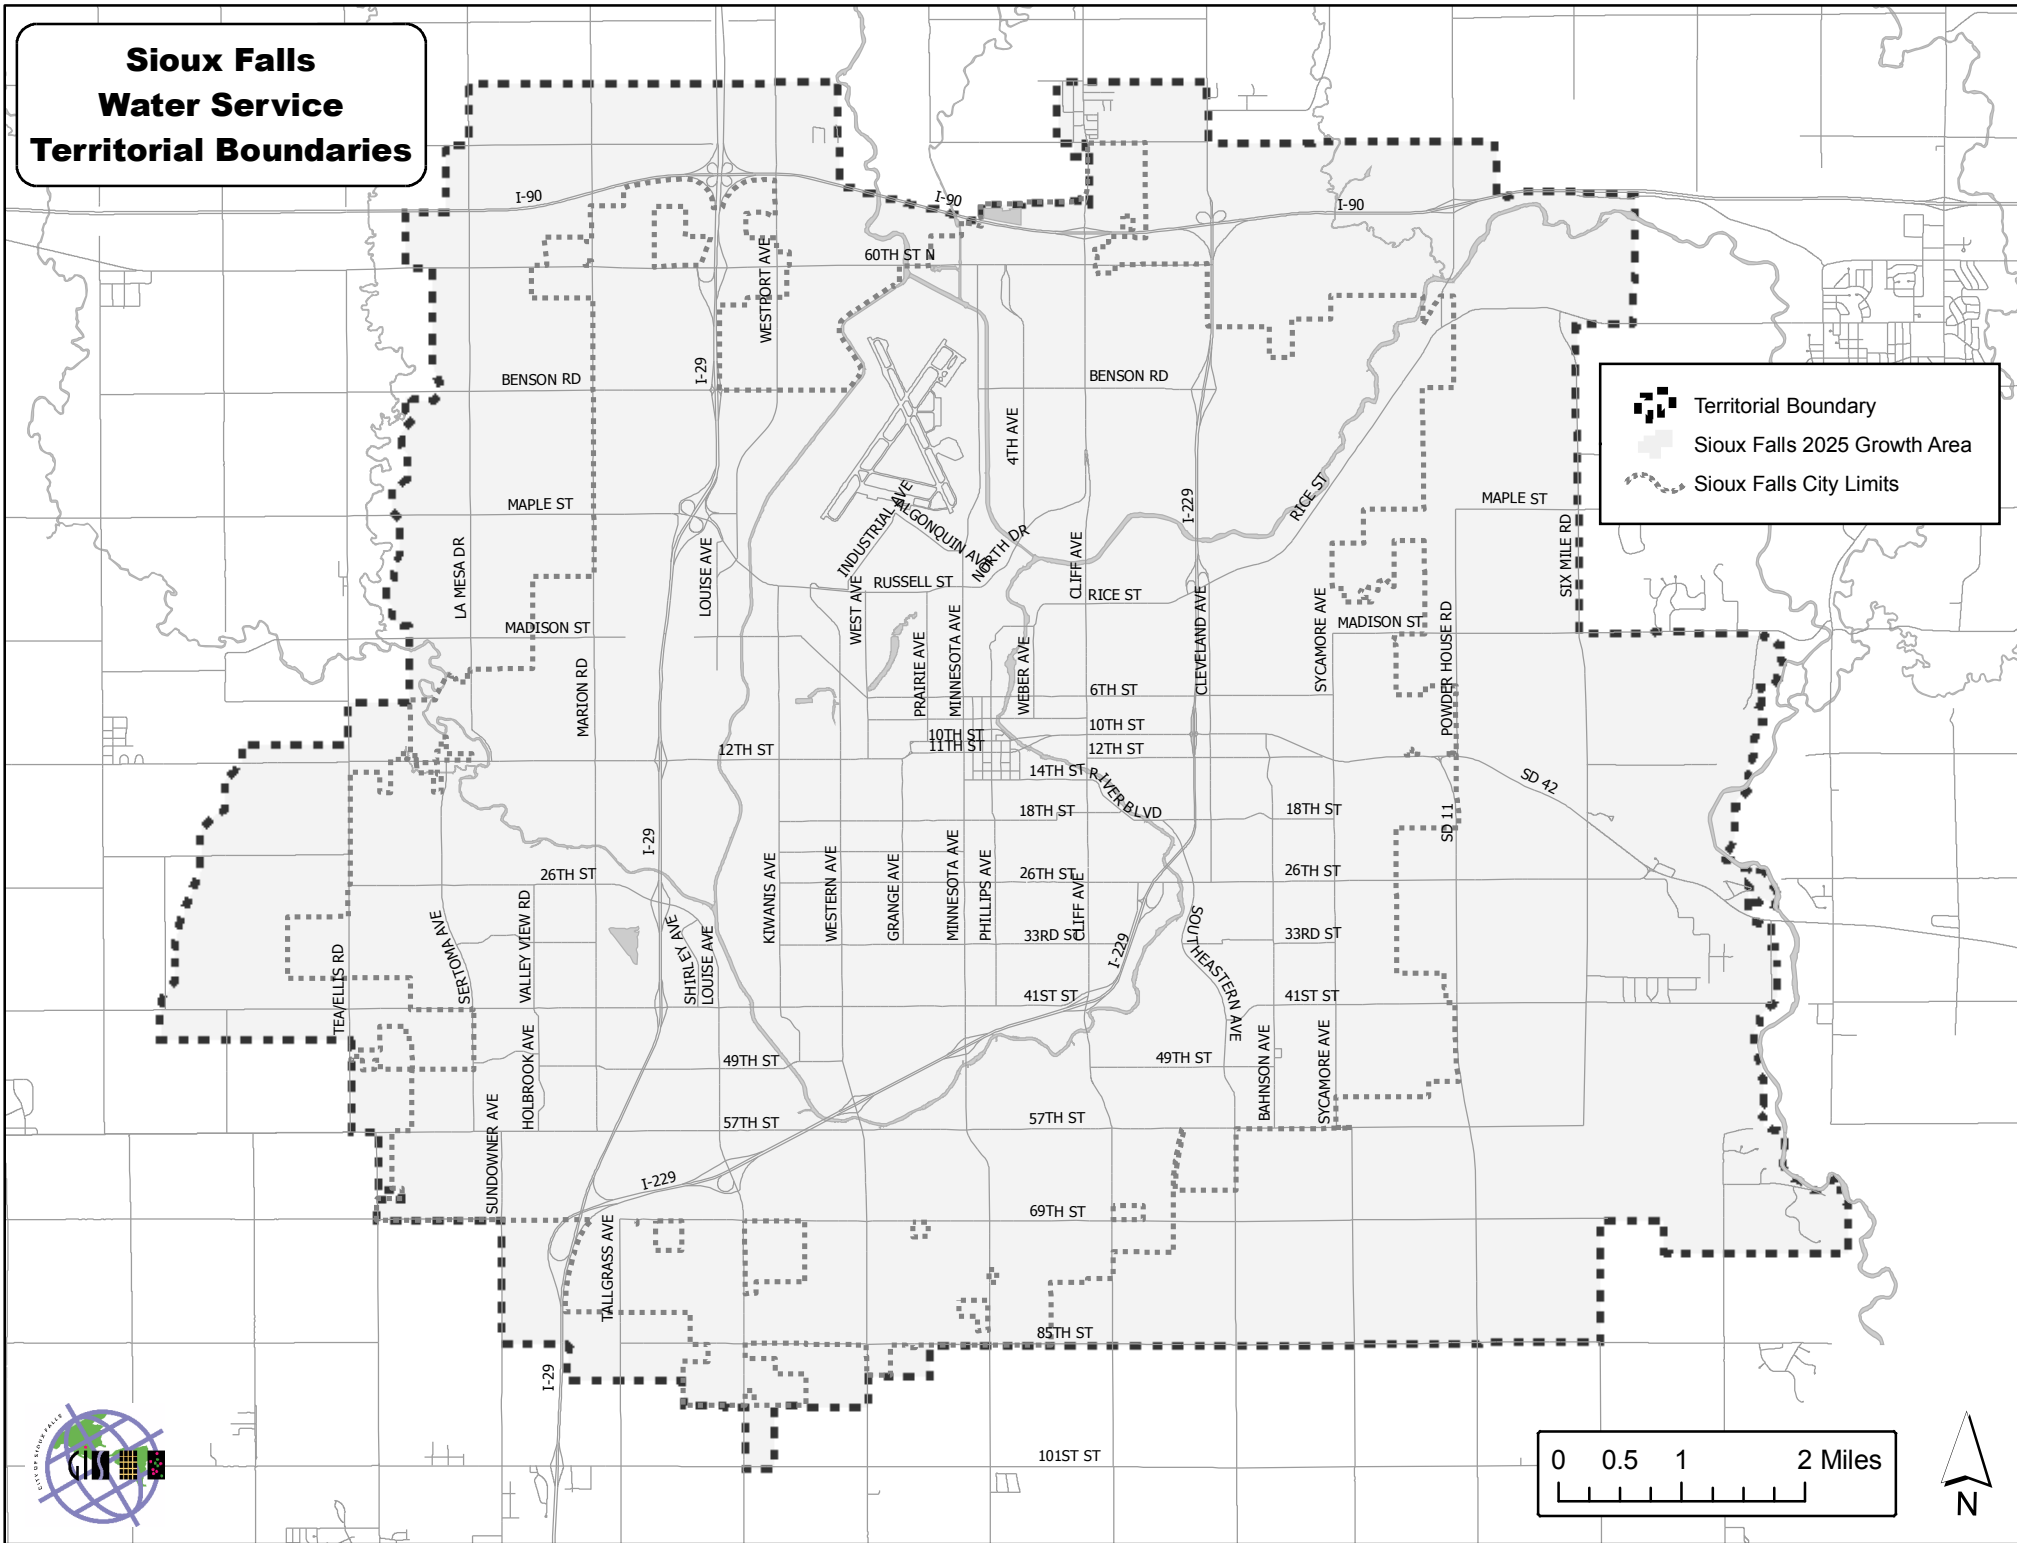 Sioux Falls
Water Service
Territorial Boundaries
I-90
I-90
I-90
60TH ST N
WESTPORT AVE
I-29
BENSON RD
BENSON RD
4TH AVE
Territorial Boundary
Sioux Falls 2025 Growth Area
Sioux Falls City Limits
MAPLE ST
MAPLE ST
I-229
RICE ST
INDUSTRIAL AVE
ALGONQUIN AVE
NORTH DR
LA MESA DR
LOUISE AVE
CLIFF AVE
SIX MILE RD
RUSSELL ST
RICE ST
WEST AVE
MADISON ST
MADISON ST
PRAIRIE AVE
MINNESOTA AVE
WEBER AVE
CLEVELAND AVE
SYCAMORE AVE
POWDER HOUSE RD
MARION RD
6TH ST
10TH ST
10TH ST
11TH ST
12TH ST
12TH ST
14TH ST
RIVER BLVD
SD 42
18TH ST
18TH ST
SD 11
I-29
26TH ST
26TH ST
26TH ST
KIWANIS AVE
WESTERN AVE
GRANGE AVE
MINNESOTA AVE
PHILLIPS AVE
CLIFF AVE
SERTOMA AVE
VALLEY VIEW RD
SHIRLEY AVE
LOUISE AVE
33RD ST
33RD ST
I-229
SOUTHEASTERN AVE
TEA/ELLIS RD
41ST ST
41ST ST
HOLBROOK AVE
49TH ST
49TH ST
BAHNSON AVE
SYCAMORE AVE
57TH ST
57TH ST
SUNDOWNER AVE
I-229
69TH ST
TALLGRASS AVE
85TH ST
I-29
101ST ST
CITY OF SIOUX FALLS
GIS
0 0.5 1 2 Miles
N